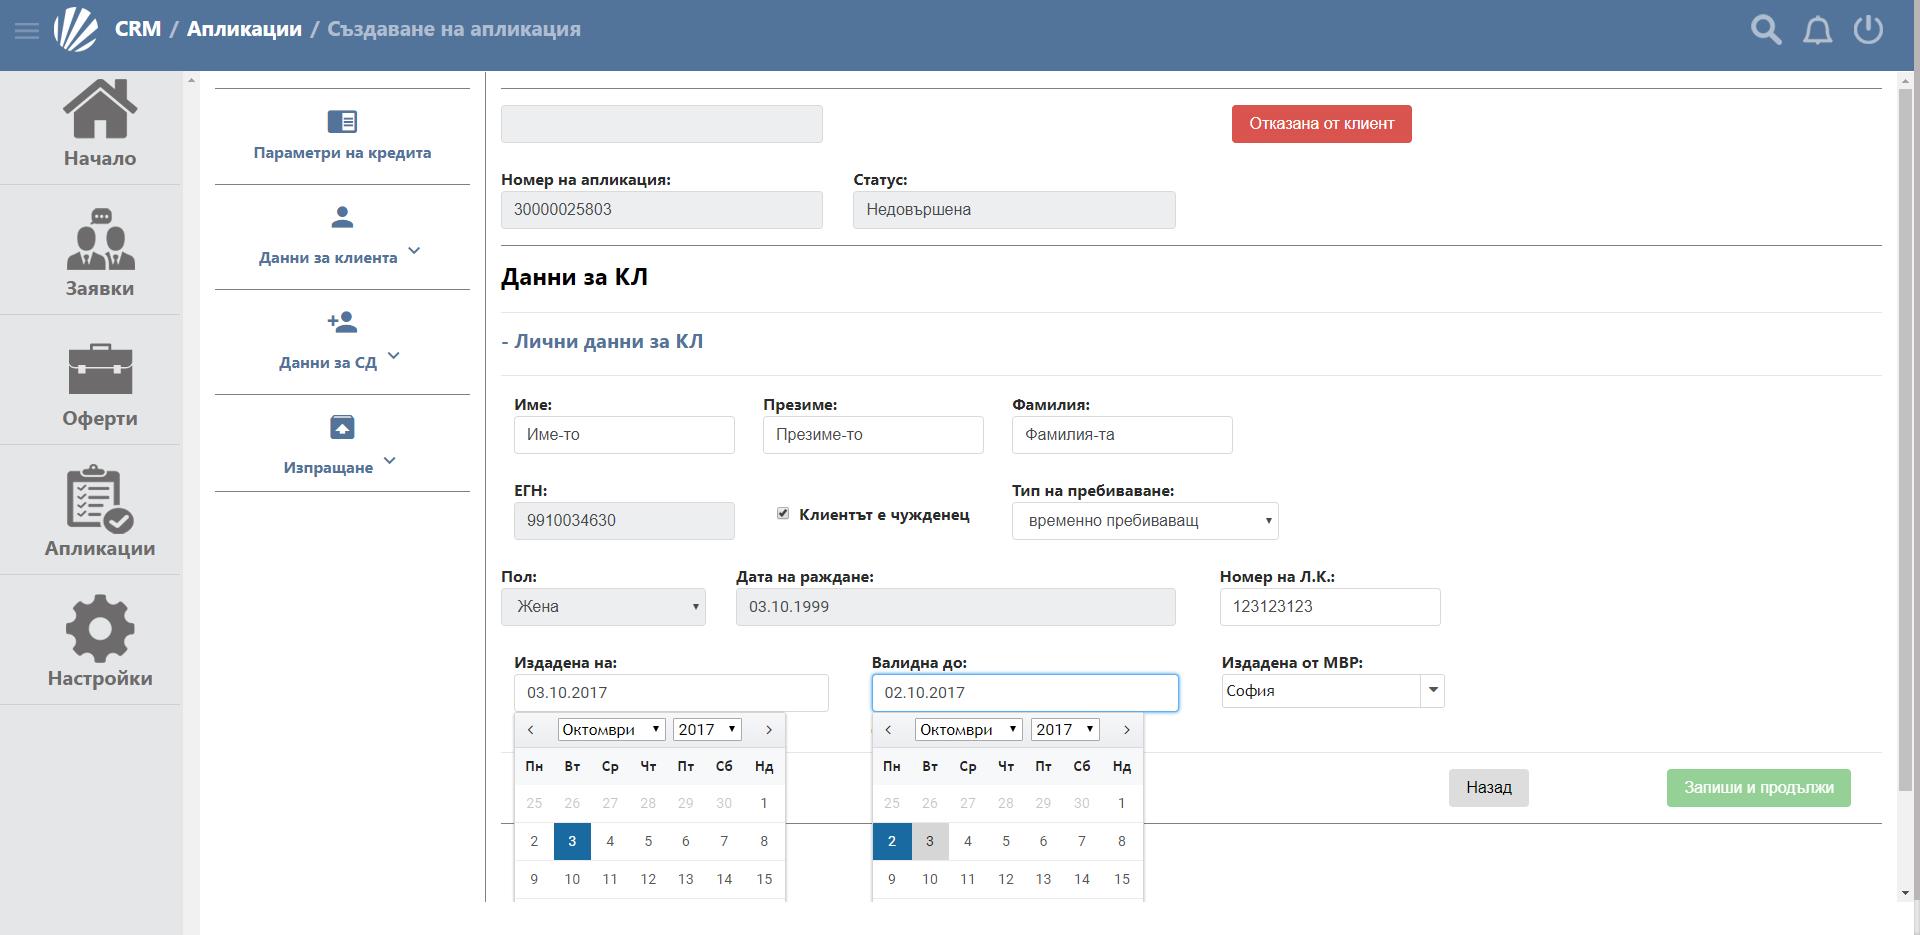 CRM / Апликации / Създаване на апликация
Начало
Заявки
Оферти
Апликации
Настройки
Параметри на кредита
Данни за клиента
Данни за СД
Изпращане
Отказана от клиент
Номер на апликация: Статус:
30000025803 Недовършена
Данни за КЛ
- Лични данни за КЛ
Име: Презиме: Фамилия:
Име-то Презиме-то Фамилия-та
ЕГН: Тип на пребиваване:
9910034630 Клиентът е чужденец временно пребиваващ
Пол: Дата на раждане: Номер на Л.К.:
Жена 03.10.1999 123123123
Издадена на: Валидна до: Издадена от МВР:
03.10.2017 02.10.2017 София
Октомври 2017 Октомври 2017
Пн Вт Ср Чт Пт Сб Нд Пн Вт Ср Чт Пт Сб Нд
25 26 27 28 29 30 1 25 26 27 28 29 30 1
2 3 4 5 6 7 8 2 3 4 5 6 7 8
9 10 11 12 13 14 15 9 10 11 12 13 14 15
Назад Запиши и продължи